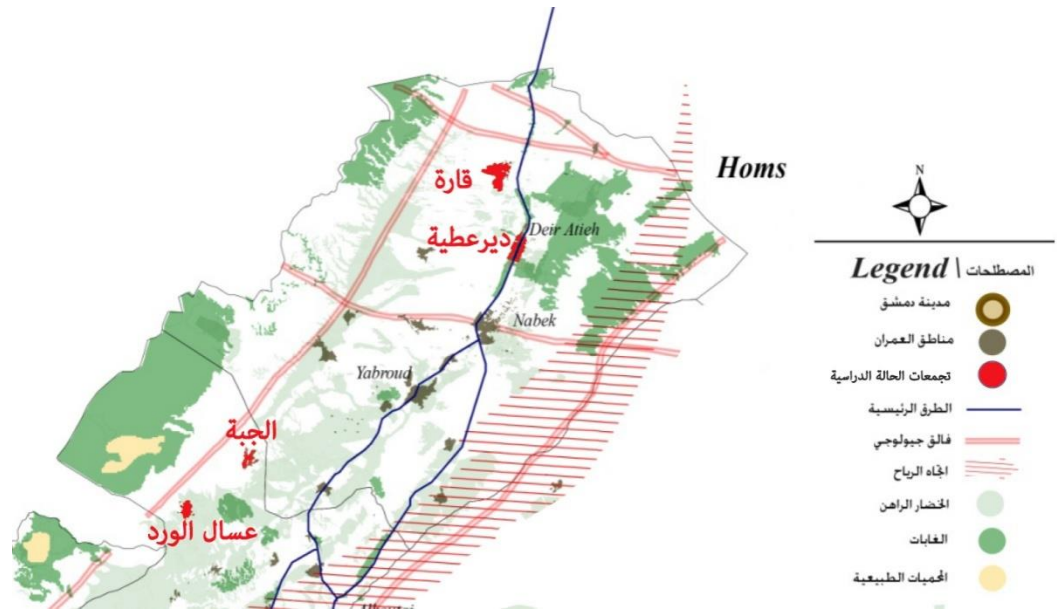 Homs
قارة
Deir Atieh
ديرعطية
Nabek
Yabroud
الجبة
عسال الورد
N
Legend \ المصطلحات
مدينة دمشق
مناطق العمران
تجمعات الحالة الدراسية
الطرق الرئيسية
فالق جيولوجي
اتجاه الرياح
الخضار الراهن
الغابات
المحميات الطبيعية